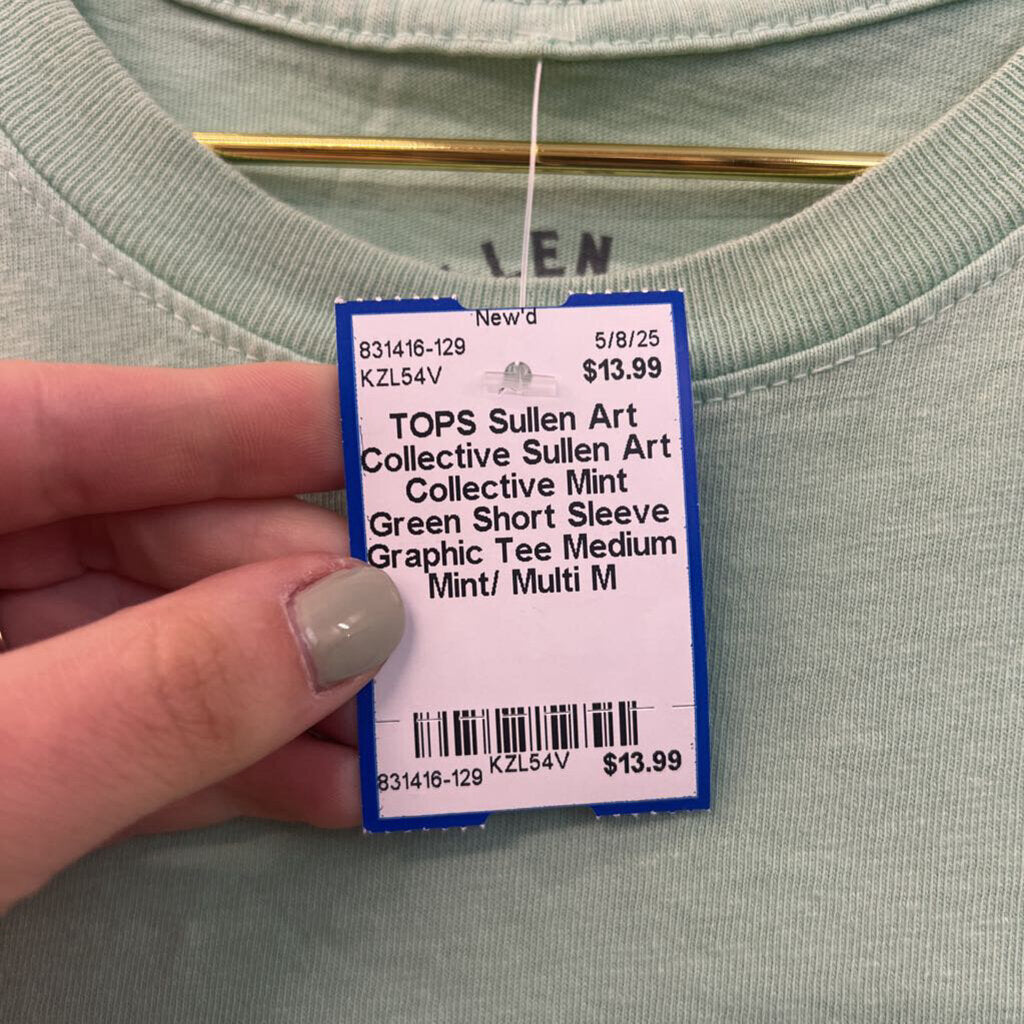 LLEN
New'd
831416-129 5/8/25
KZL54V $13.99
TOPS Sullen Art
Collective Sullen Art
Collective Mint
Green Short Sleeve
Graphic Tee Medium
Mint/ Multi M
831416-129 KZL54V $13.99